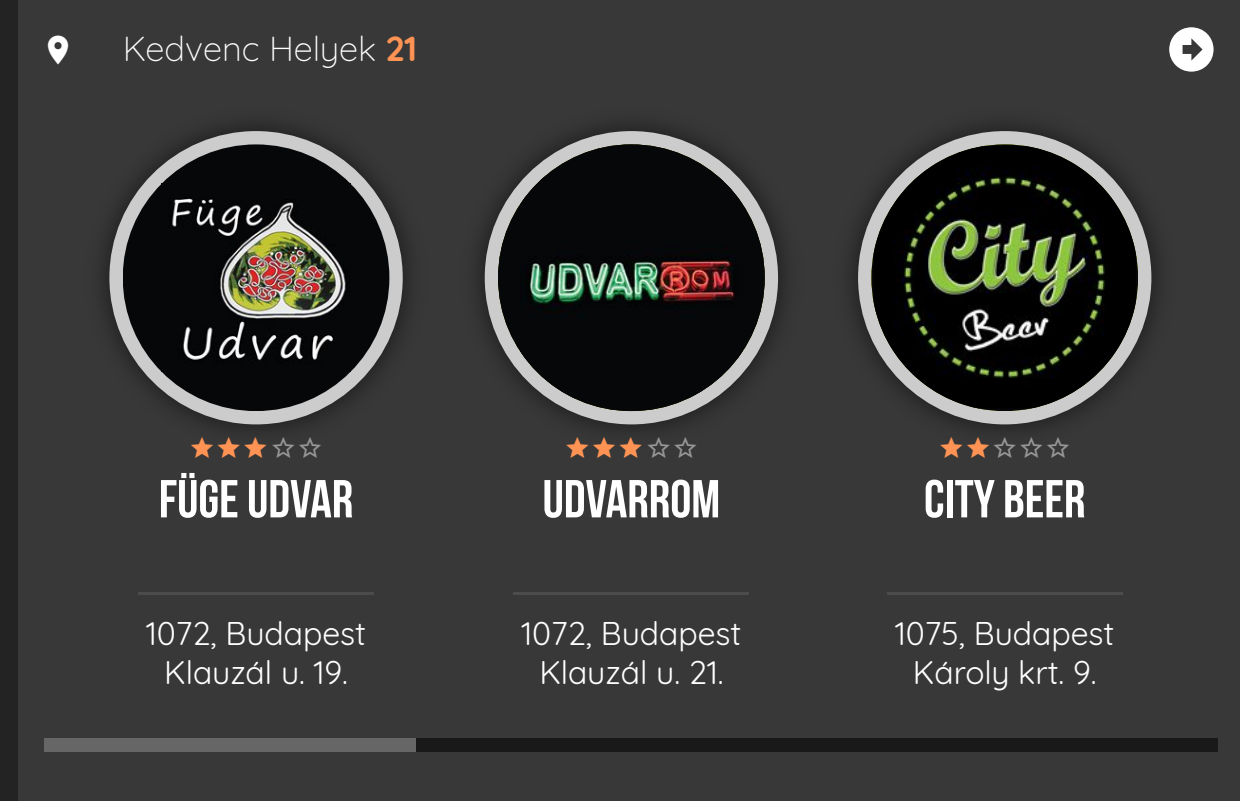 Kedvenc Helyek 21
Füge
Udvar
UDVARROM
City
Beer
FÜGE UDVAR
UDVARROM
CITY BEER
1072, Budapest
Klauzál u. 19.
1072, Budapest
Klauzál u. 21.
1075, Budapest
Károly krt. 9.